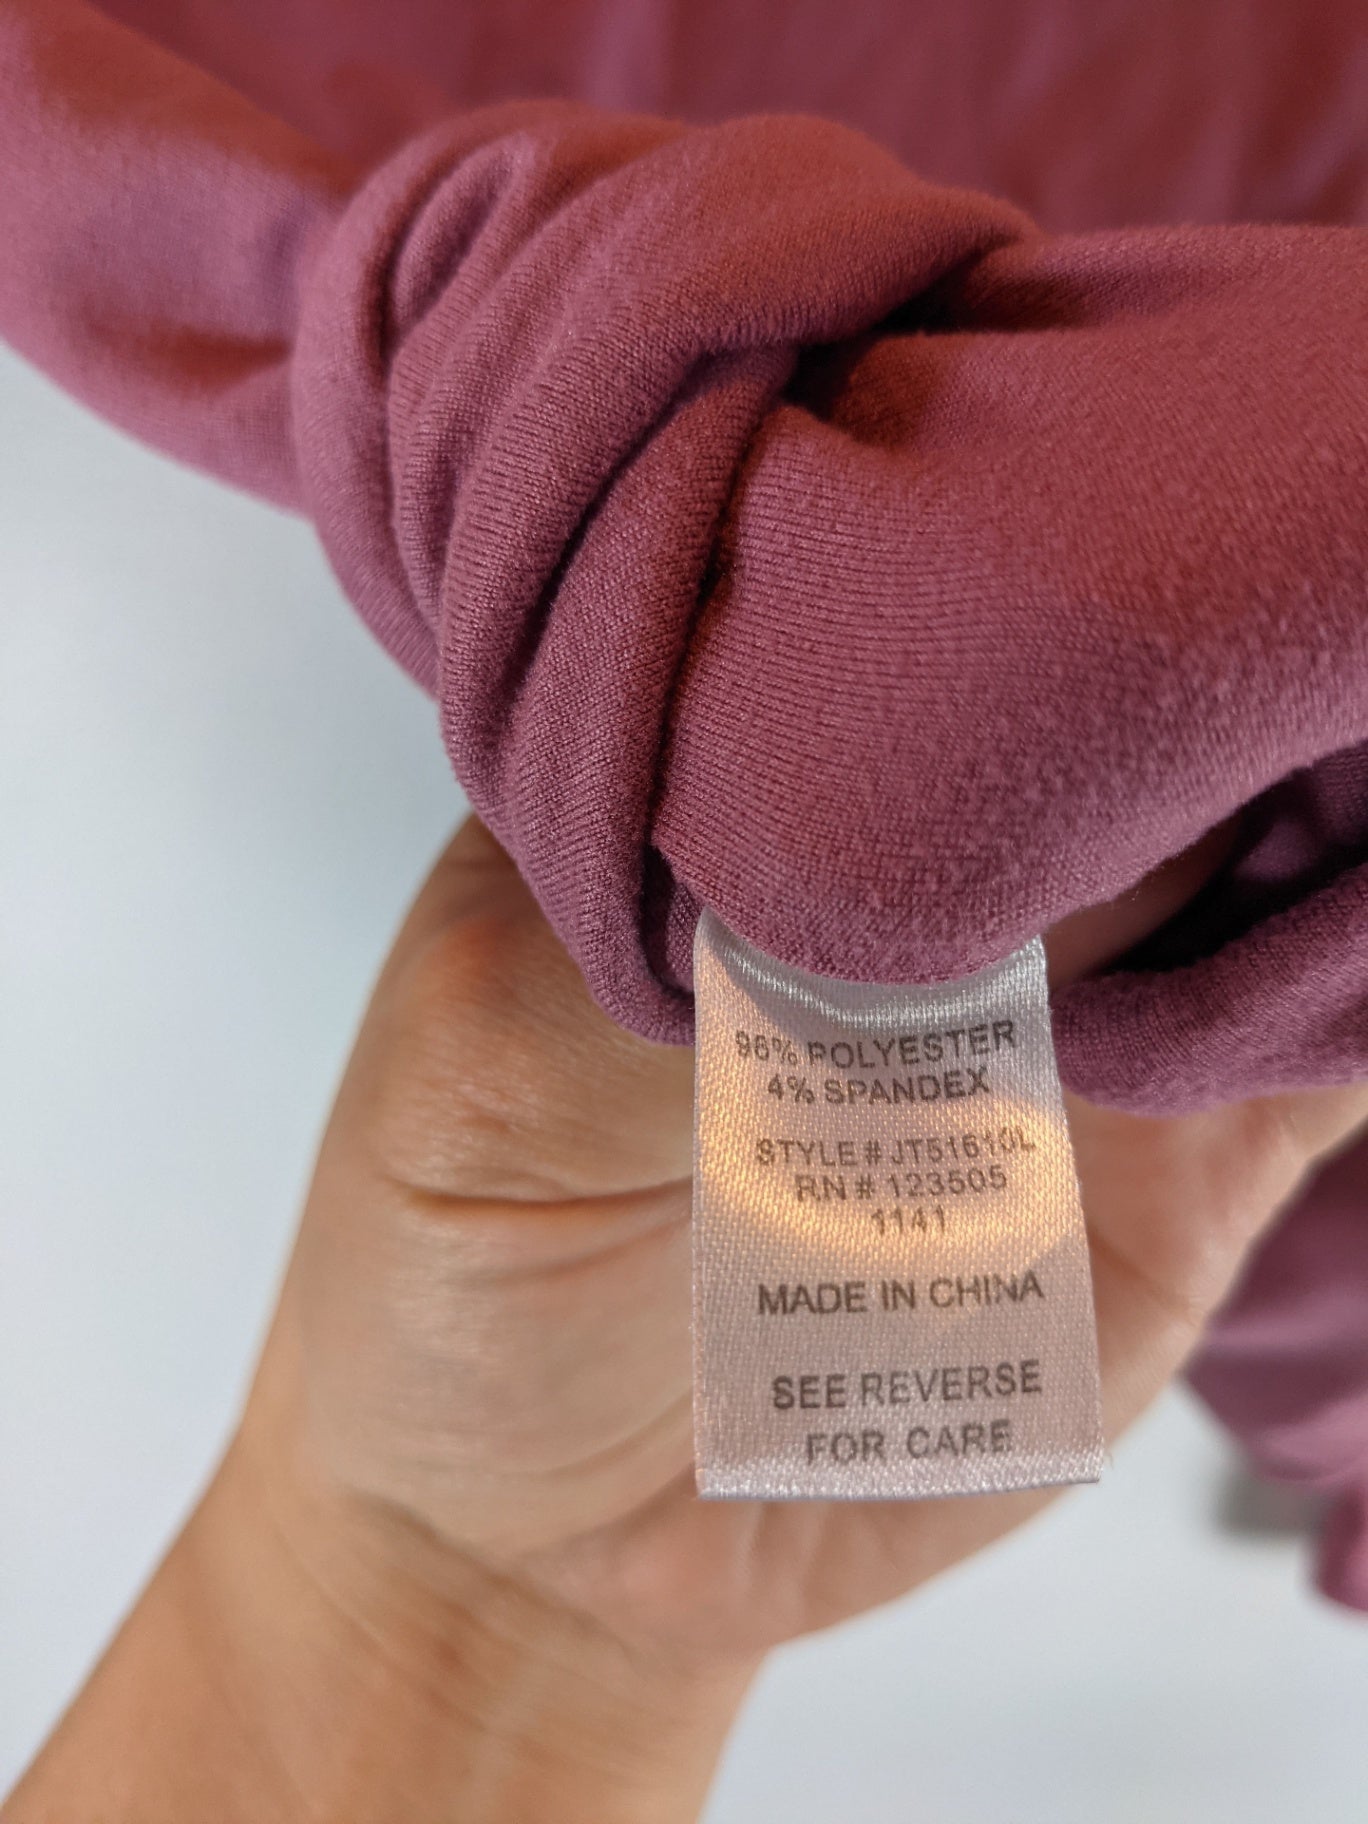 96% POLYESTER
4% SPANDEX
STYLE # JT51610L
RN # 123505
1141
MADE IN CHINA
SEE REVERSE
FOR CARE